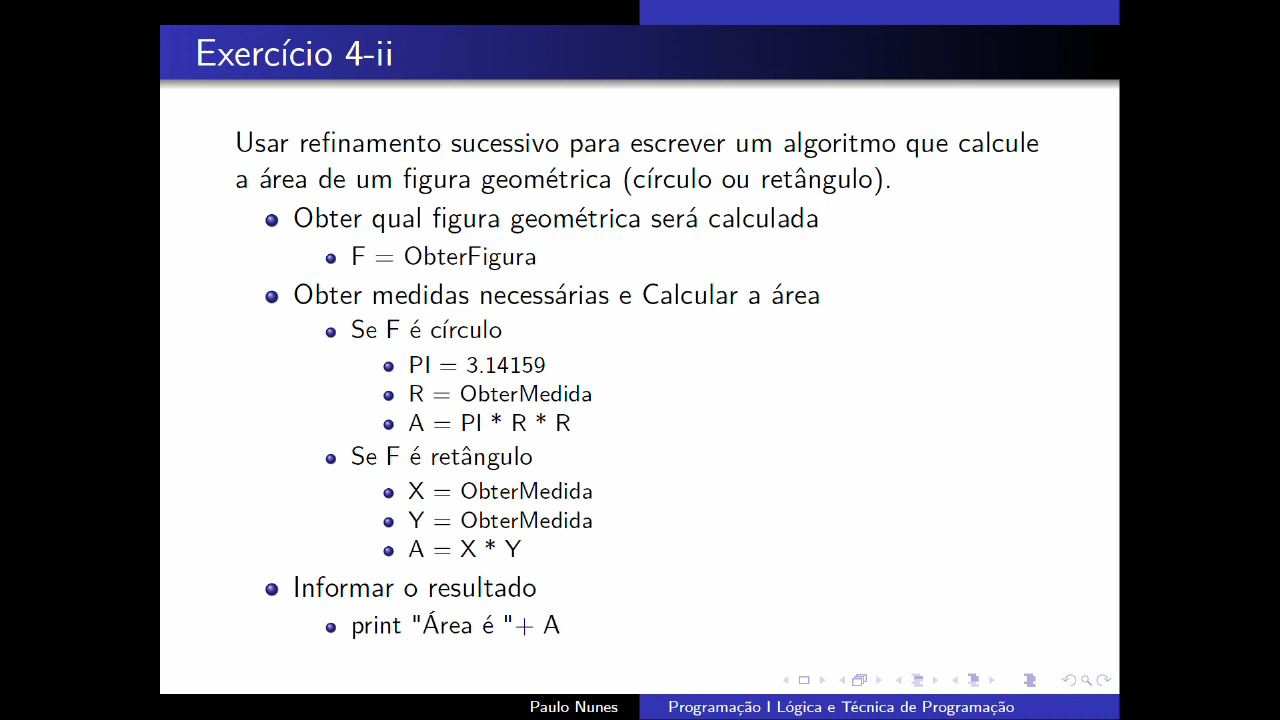 Exercício 4-ii
Usar refinamento sucessivo para escrever um algoritmo que calcule
a área de um figura geométrica (círculo ou retângulo).
Obter qual figura geométrica será calculada
F = ObterFigura
Obter medidas necessárias e Calcular a área
Se F é círculo
PI = 3.14159
R = ObterMedida
A = PI * R * R
Se F é retângulo
X = ObterMedida
Y = ObterMedida
A = X * Y
Informar o resultado
print "Área é "+ A
Paulo Nunes
Programação I Lógica e Técnica de Programação